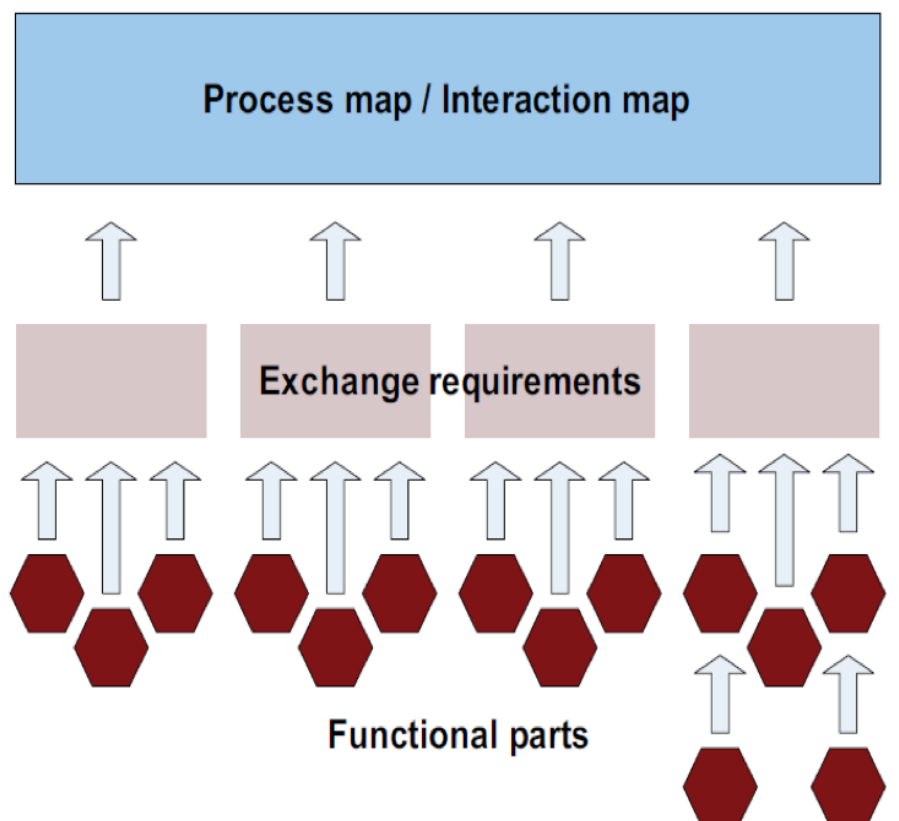 Process map / Interaction map
Exchange requirements
Functional parts